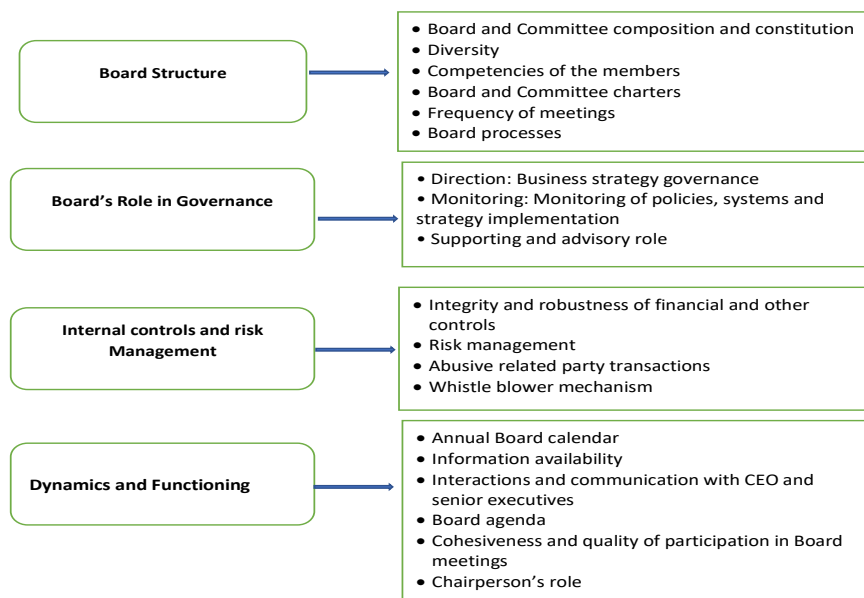 Board Structure
• Board and Committee composition and constitution
• Diversity
• Competencies of the members
• Board and Committee charters
• Frequency of meetings
• Board processes
Board’s Role in Governance
• Direction: Business strategy governance
• Monitoring: Monitoring of policies, systems and
strategy implementation
• Supporting and advisory role
Internal controls and risk
Management
• Integrity and robustness of financial and other
controls
• Risk management
• Abusive related party transactions
• Whistle blower mechanism
Dynamics and Functioning
• Annual Board calendar
• Information availability
• Interactions and communication with CEO and
senior executives
• Board agenda
• Cohesiveness and quality of participation in Board
meetings
• Chairperson’s role